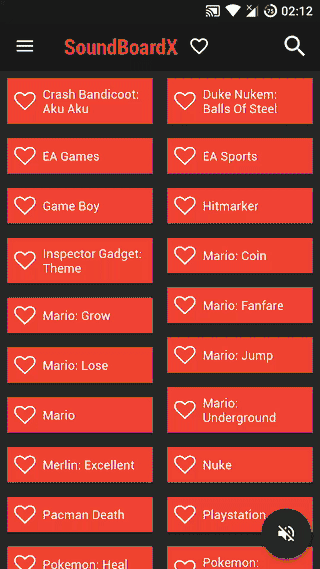 02:12
SoundBoardX
Crash Bandicoot:
Aku Aku
Duke Nukem:
Balls Of Steel
EA Games
EA Sports
Game Boy
Hitmarker
Inspector Gadget:
Theme
Mario: Coin
Mario: Grow
Mario: Fanfare
Mario: Lose
Mario: Jump
Mario
Mario:
Underground
Merlin: Excellent
Nuke
Pacman Death
Playstation
Pokemon: Heal
Pokemon: